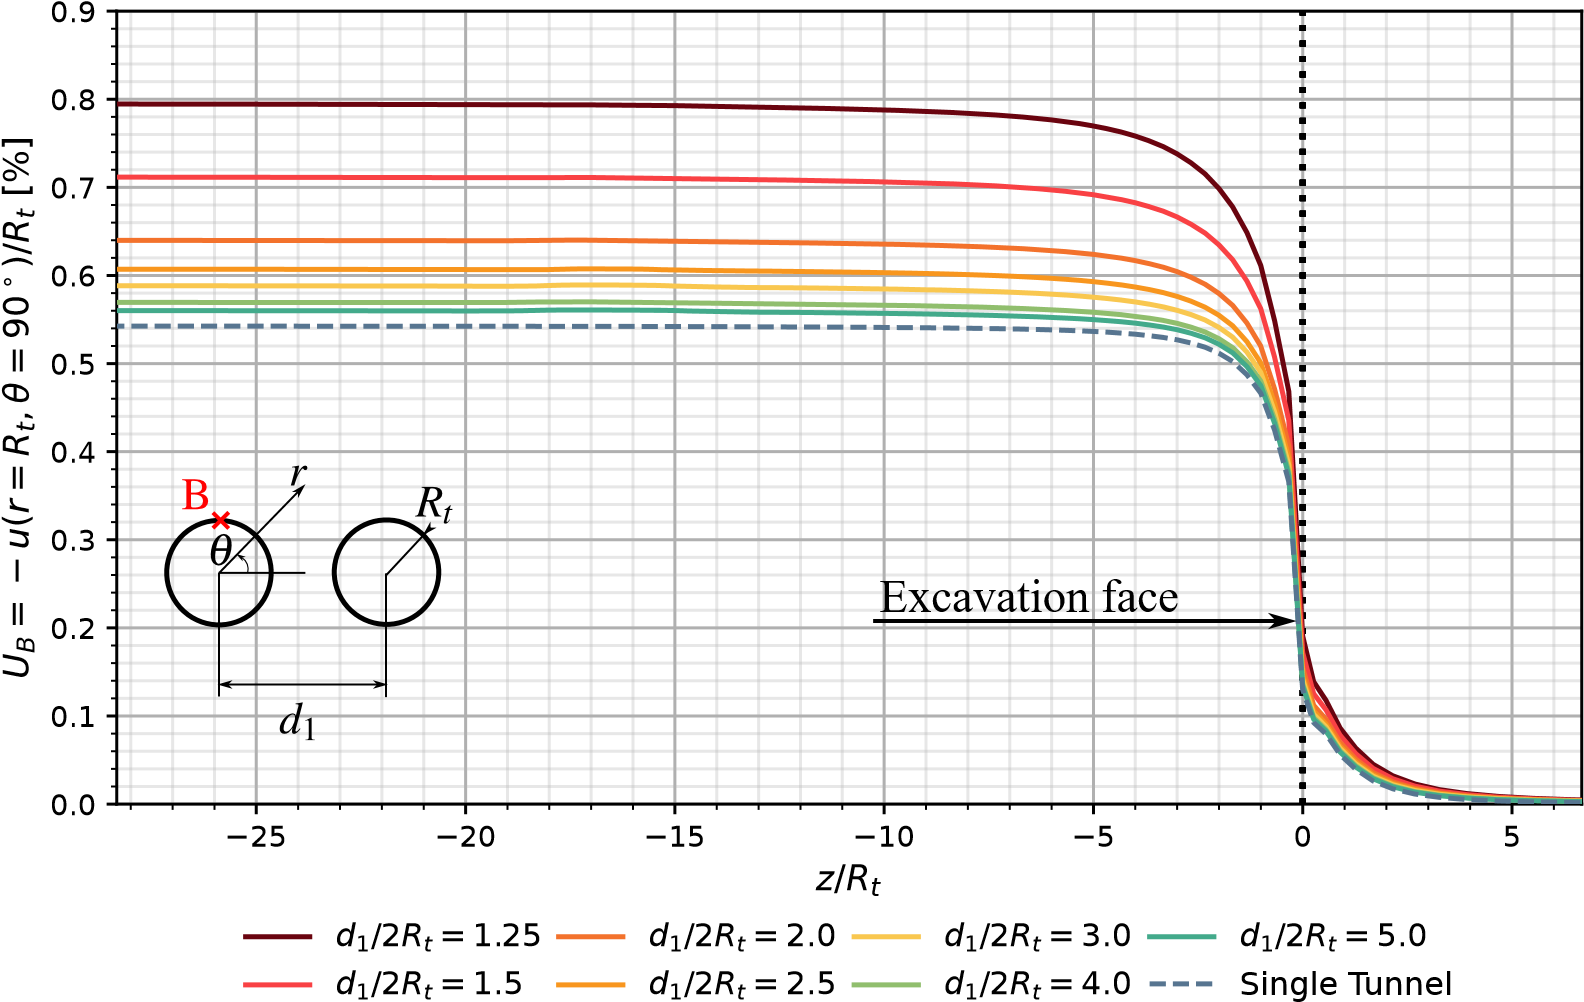 U_B = − u(r = R_t, θ = 90°)/R_t [%]
0.9
0.8
0.7
0.6
0.5
0.4
0.3
0.2
0.1
0.0
B
r
R_t
θ
d_1
Excavation face
−25 −20 −15 −10 −5 0 5
z/R_t
d_1/2R_t = 1.25 d_1/2R_t = 2.0 d_1/2R_t = 3.0 d_1/2R_t = 5.0
d_1/2R_t = 1.5 d_1/2R_t = 2.5 d_1/2R_t = 4.0 Single Tunnel